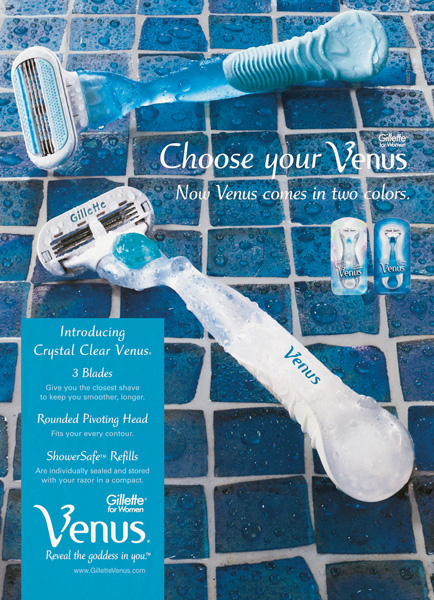 Gillette
for Women
Choose your Venus
Now Venus comes in two colors.
Gillette
Venus
Venus
Venus
Introducing
Crystal Clear Venus®
3 Blades
Give you the closest shave
to keep you smoother, longer.
Rounded Pivoting Head
Fits your every contour.
ShowerSafe™ Refills
Are individually sealed and stored
with your razor in a compact.
Gillette®
for Women
Venus®
Reveal the goddess in you.™
www.GilletteVenus.com